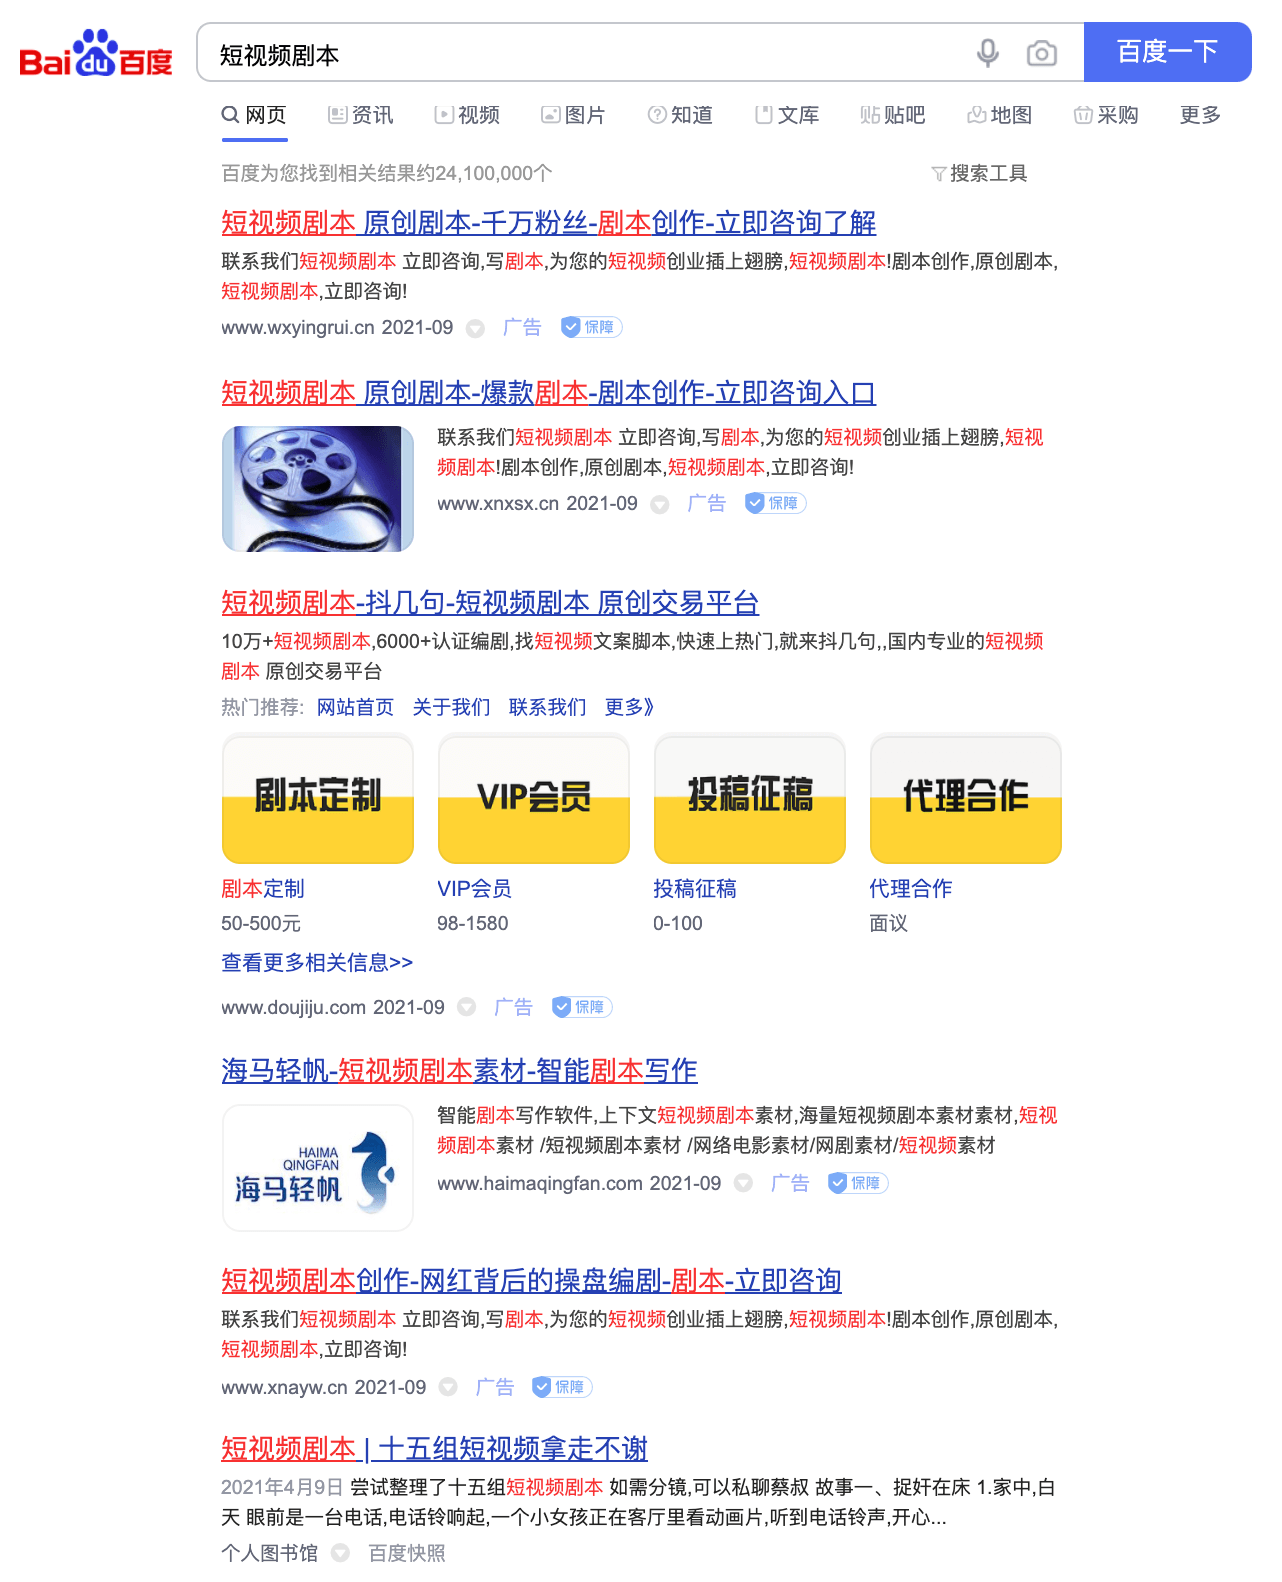 Bai du 百度
短视频剧本
百度一下
网页 资讯 视频 图片 知道 文库 贴吧 地图 采购 更多
百度为您找到相关结果约24,100,000个
搜索工具
短视频剧本 原创剧本-千万粉丝-剧本创作-立即咨询了解
联系我们短视频剧本 立即咨询,写剧本,为您的短视频创业插上翅膀,短视频剧本!剧本创作,原创剧本,
短视频剧本,立即咨询!
www.wxyingrui.cn 2021-09 广告 保障
短视频剧本 原创剧本-爆款剧本-剧本创作-立即咨询入口
联系我们短视频剧本 立即咨询,写剧本,为您的短视频创业插上翅膀,短视
频剧本!剧本创作,原创剧本,短视频剧本,立即咨询!
www.xnxsx.cn 2021-09 广告 保障
短视频剧本-抖几句-短视频剧本 原创交易平台
10万+短视频剧本,6000+认证编剧,找短视频文案脚本,快速上热门,就来抖几句,,国内专业的短视频
剧本 原创交易平台
热门推荐: 网站首页 关于我们 联系我们 更多》
剧本定制 VIP会员 投稿征稿 代理合作
剧本定制 VIP会员 投稿征稿 代理合作
50-500元 98-1580 0-100 面议
查看更多相关信息>>
www.doujiju.com 2021-09 广告 保障
海马轻帆-短视频剧本素材-智能剧本写作
HAIMA
QINGFAN
海马轻帆
智能剧本写作软件,上下文短视频剧本素材,海量短视频剧本素材素材,短视
频剧本素材 /短视频剧本素材 /网络电影素材/网剧素材/短视频素材
www.haimaqingfan.com 2021-09 广告 保障
短视频剧本创作-网红背后的操盘编剧-剧本-立即咨询
联系我们短视频剧本 立即咨询,写剧本,为您的短视频创业插上翅膀,短视频剧本!剧本创作,原创剧本,
短视频剧本,立即咨询!
www.xnayw.cn 2021-09 广告 保障
短视频剧本 | 十五组短视频拿走不谢
2021年4月9日 尝试整理了十五组短视频剧本 如需分镜,可以私聊蔡叔 故事一、捉奸在床 1.家中,白
天 眼前是一台电话,电话铃响起,一个小女孩正在客厅里看动画片,听到电话铃声,开心...
个人图书馆 百度快照